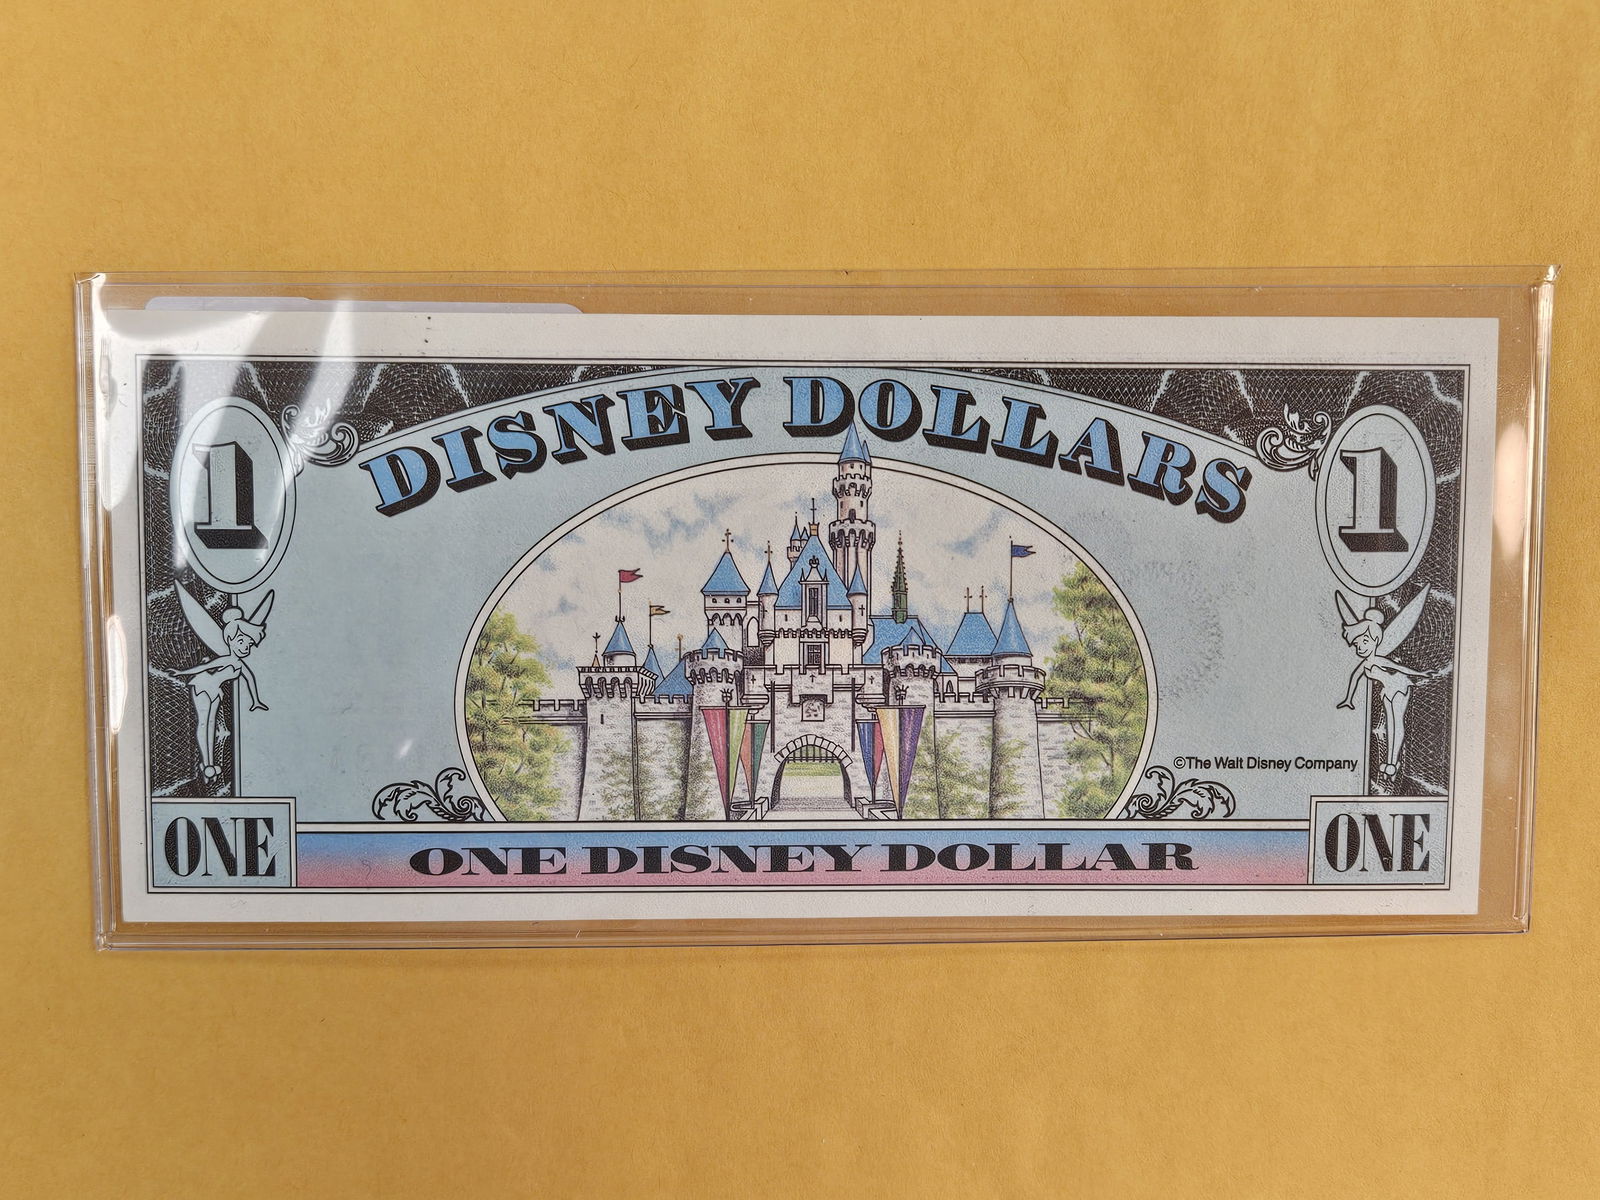 DISNEY DOLLARS
1 1
©The Walt Disney Company
ONE ONE DISNEY DOLLAR ONE